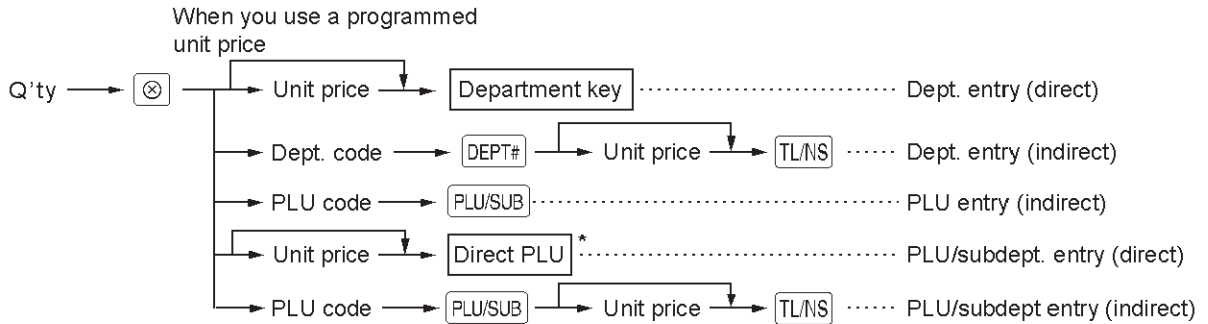 When you use a programmed
unit price
Q'ty ⊗ Unit price Department key Dept. entry (direct)
Dept. code DEPT# Unit price TL/NS Dept. entry (indirect)
PLU code PLU/SUB PLU entry (indirect)
Unit price Direct PLU * PLU/subdept. entry (direct)
PLU code PLU/SUB Unit price TL/NS PLU/subdept entry (indirect)